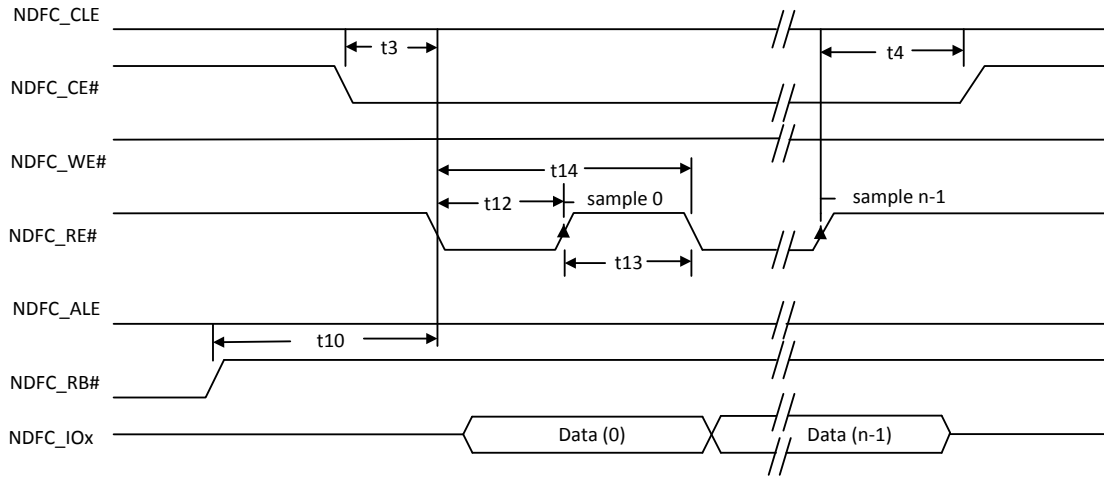 NDFC_CLE
t3
t4
NDFC_CE#
NDFC_WE#
t14
t12
sample 0
sample n-1
NDFC_RE#
t13
NDFC_ALE
t10
NDFC_RB#
NDFC_IOx
Data (0)
Data (n-1)